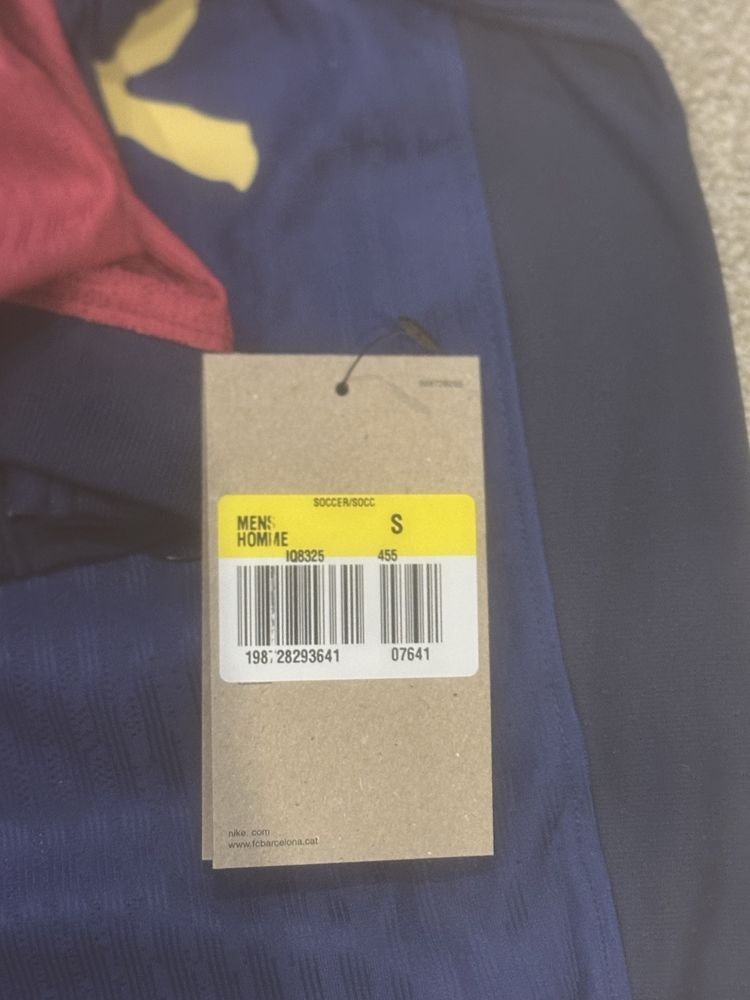 SOCCER/SOCC
MENS S
HOMME
IQ8325 455
198728293641 07641
nike. com
www.fcbarcelona.cat